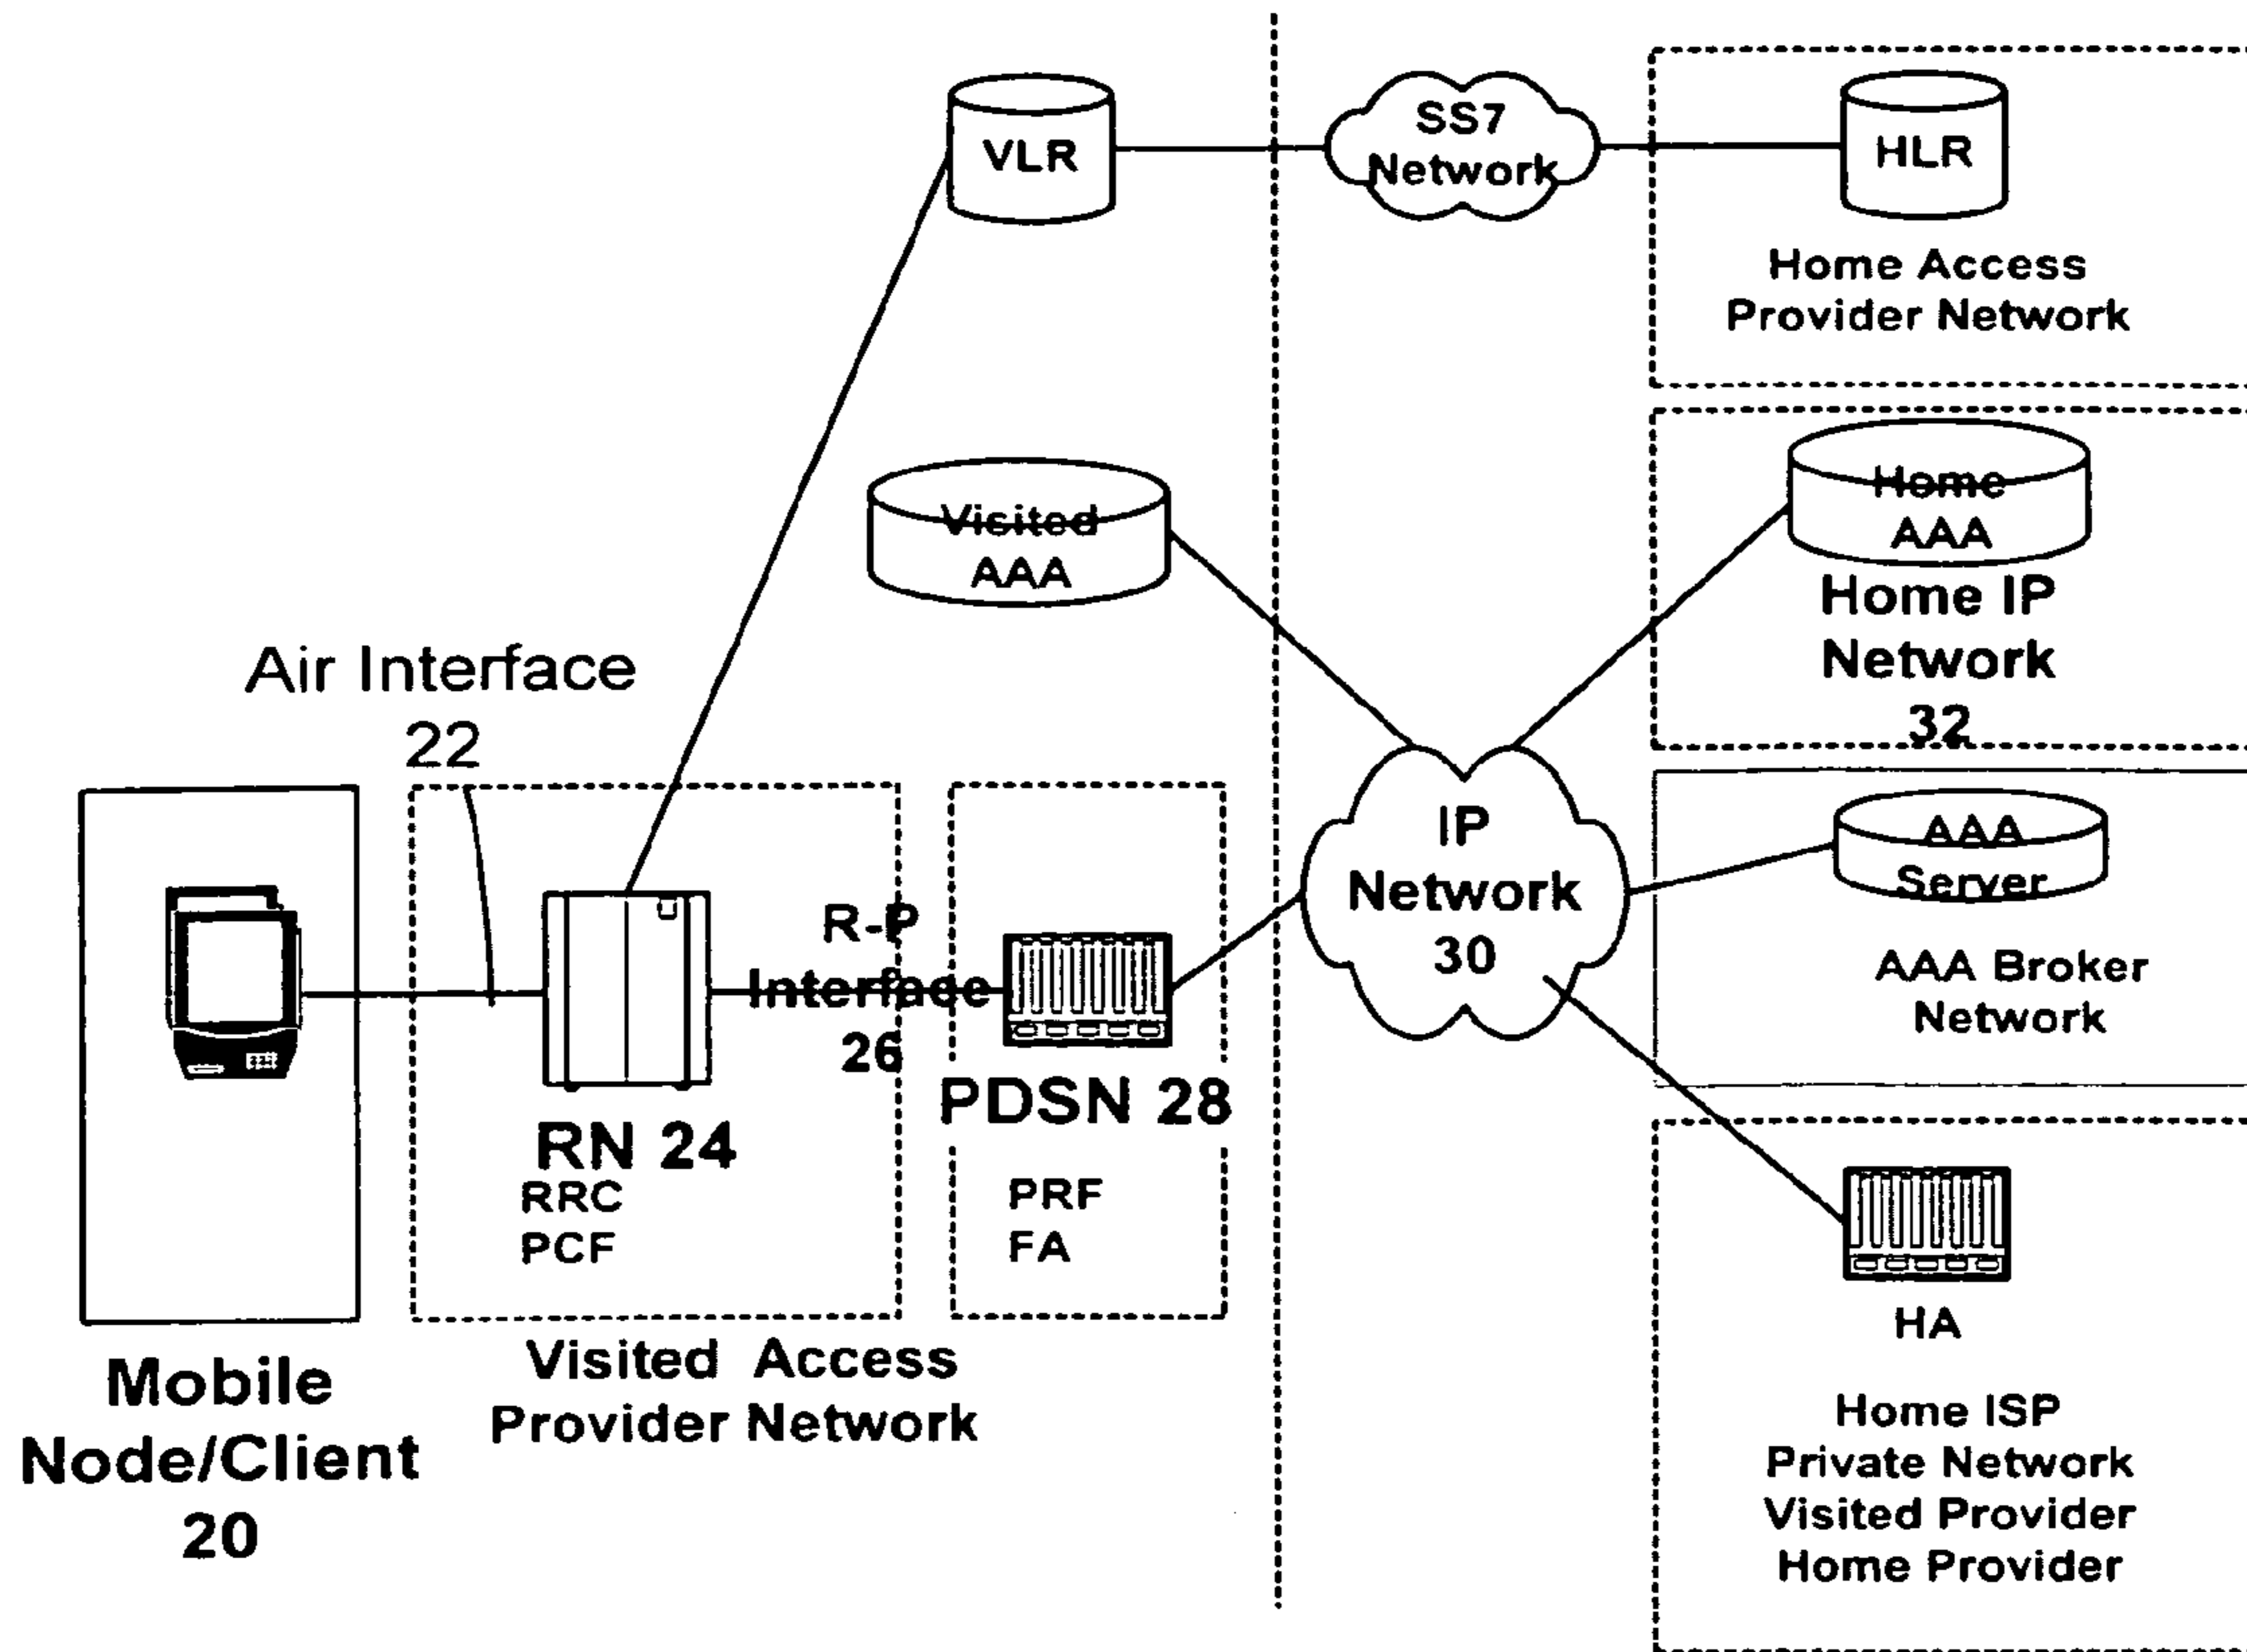 VLR
SS7
Network
HLR
Home Access
Provider Network
Visited
AAA
Home
AAA
Home IP
Network
32
Air Interface
22
IP
Network
30
AAA
Server
AAA Broker
Network
R-P
Interface
26
PDSN 28
RN 24
RRC
PCF
PRF
FA
HA
Visited Access
Provider Network
Mobile
Node/Client
20
Home ISP
Private Network
Visited Provider
Home Provider